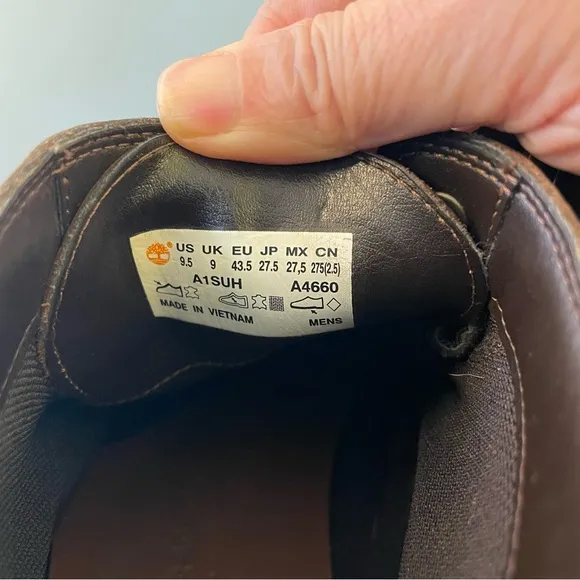 US UK EU JP MX CN
9.5 9 43.5 27.5 27,5 275(2.5)
A1SUH A4660
MADE IN VIETNAM MENS